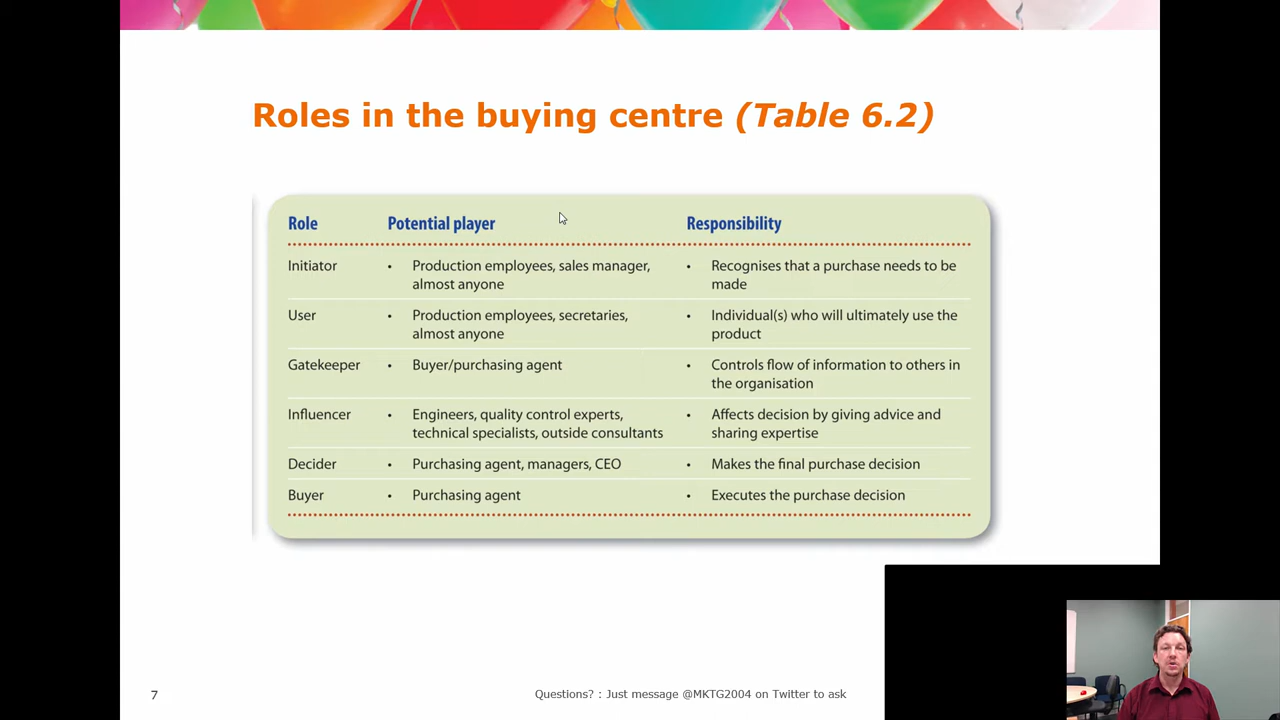 Roles in the buying centre (Table 6.2)
Role Potential player Responsibility
Initiator • Production employees, sales manager, • Recognises that a purchase needs to be
almost anyone made
User • Production employees, secretaries, • Individual(s) who will ultimately use the
almost anyone product
Gatekeeper • Buyer/purchasing agent • Controls flow of information to others in
the organisation
Influencer • Engineers, quality control experts, • Affects decision by giving advice and
technical specialists, outside consultants sharing expertise
Decider • Purchasing agent, managers, CEO • Makes the final purchase decision
Buyer • Purchasing agent • Executes the purchase decision
7 Questions? : Just message @MKTG2004 on Twitter to ask